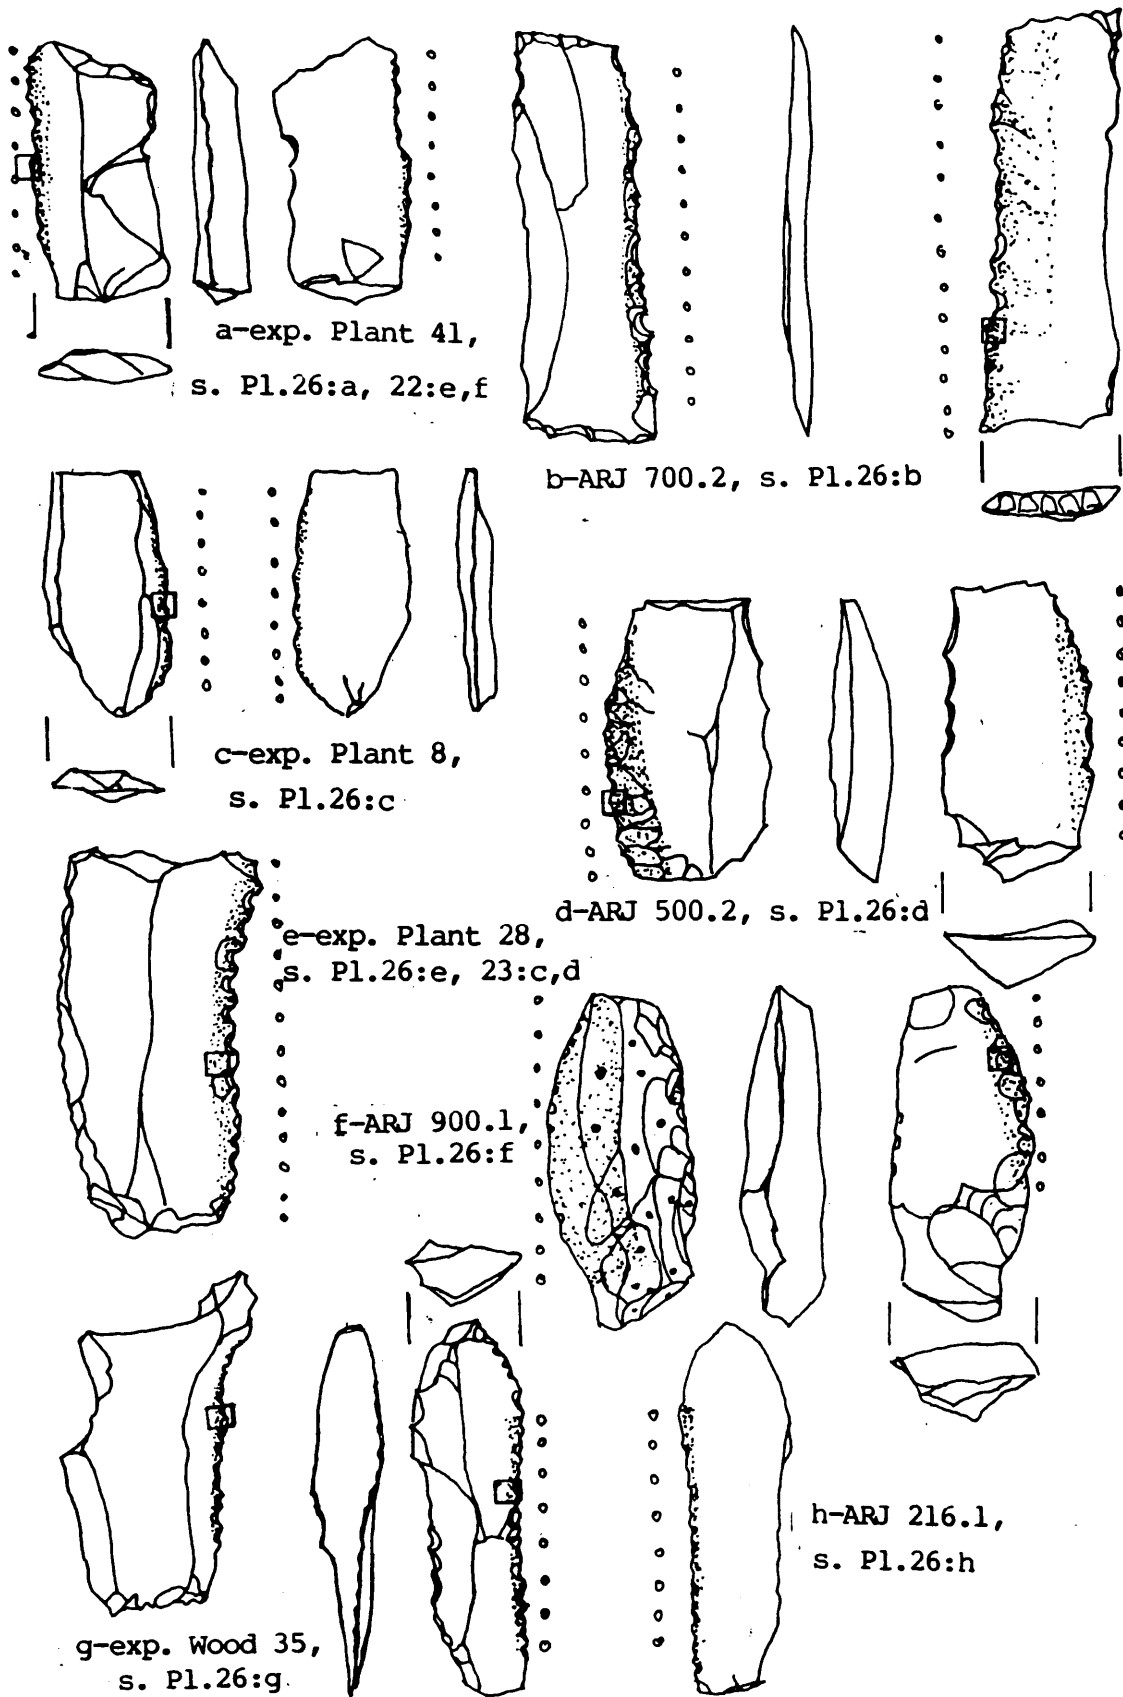 a-exp. Plant 41,
s. Pl.26:a, 22:e,f
b-ARJ 700.2, s. Pl.26:b
c-exp. Plant 8,
s. Pl.26:c
d-ARJ 500.2, s. Pl.26:d
e-exp. Plant 28,
s. Pl.26:e, 23:c,d
f-ARJ 900.1,
s. Pl.26:f
h-ARJ 216.1,
s. Pl.26:h
g-exp. Wood 35,
s. Pl.26:g